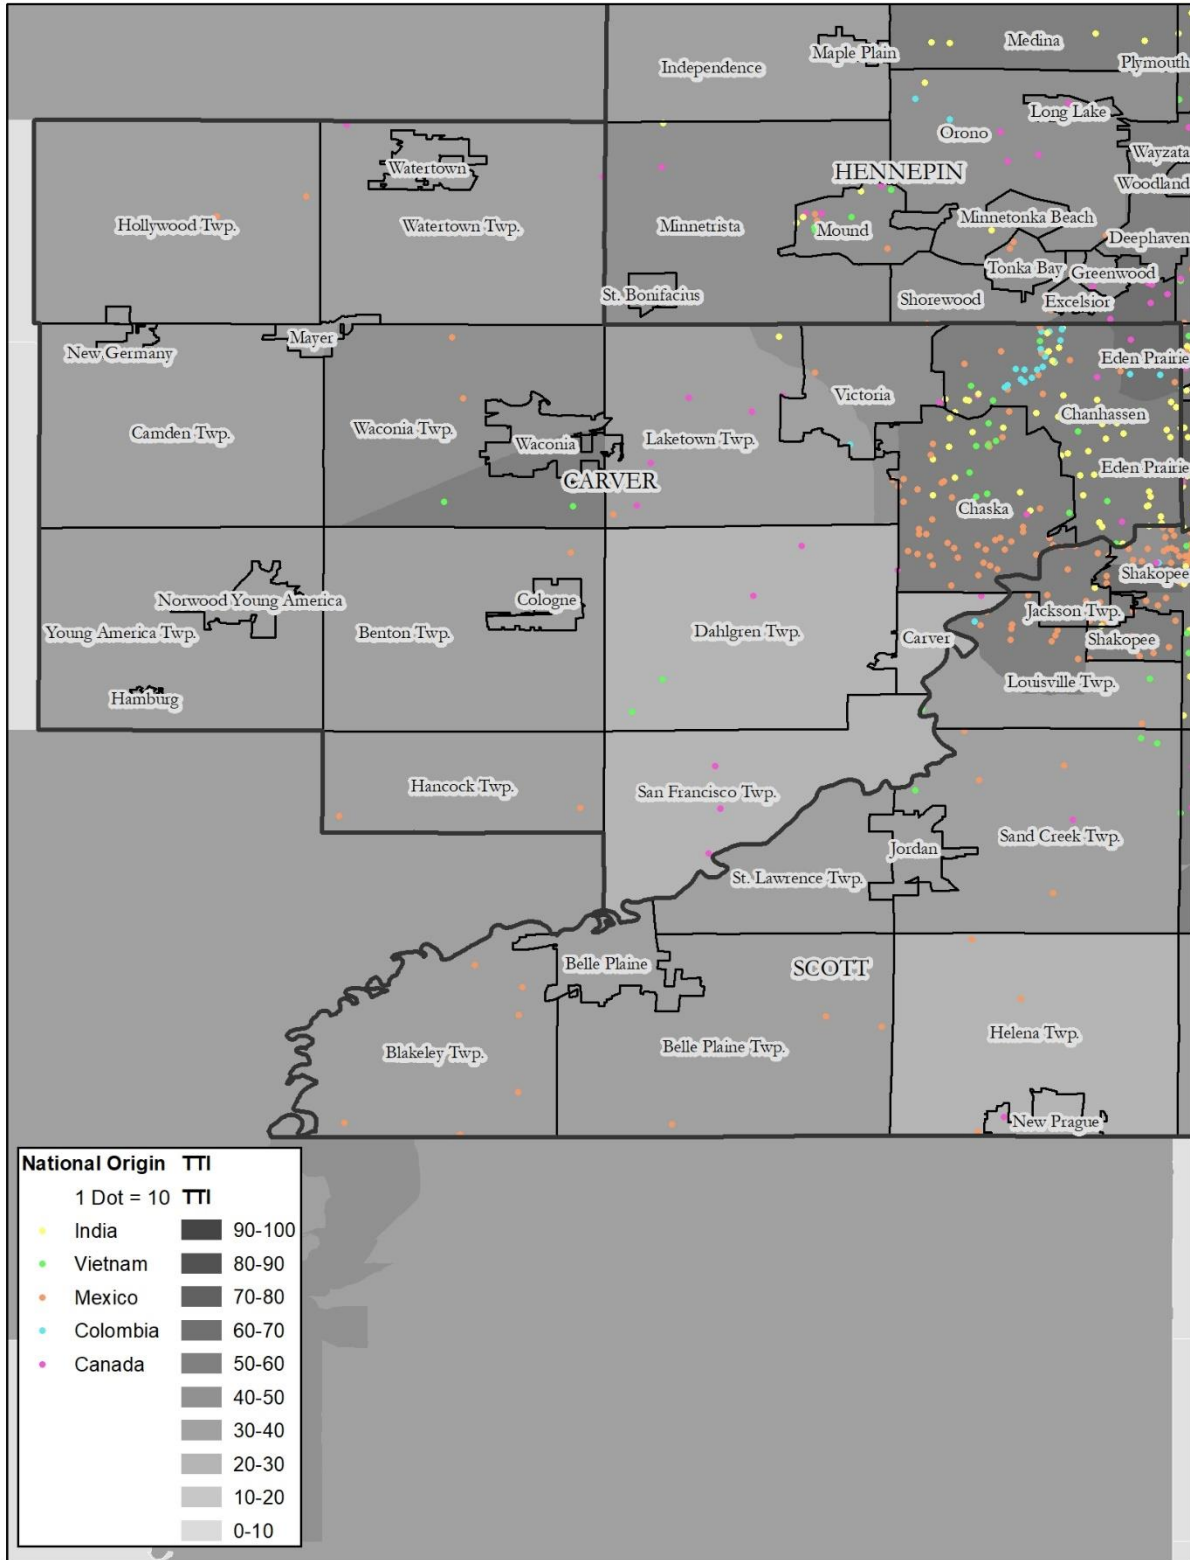 Maple Plain
Medina
Independence
Plymouth
Long Lake
Orono
Wayzata
Watertown
HENNEPIN
Woodland
Hollywood Twp.
Watertown Twp.
Minnetrista
Mound
Minnetonka Beach
Deephaven
Tonka Bay
Greenwood
St. Bonifacius
Shorewood
Excelsior
New Germany
Mayer
Eden Prairie
Victoria
Camden Twp.
Waconia Twp.
Waconia
Laketown Twp.
Chanhassen
Eden Prairie
CARVER
Chaska
Shakopee
Norwood Young America
Cologne
Jackson Twp.
Young America Twp.
Benton Twp.
Dahlgren Twp.
Carver
Shakopee
Hamburg
Louisville Twp.
Hancock Twp.
San Francisco Twp.
Sand Creek Twp.
Jordan
St. Lawrence Twp.
Belle Plaine
SCOTT
Blakeley Twp.
Belle Plaine Twp.
Helena Twp.
New Prague
National Origin TTI
1 Dot = 10 TTI
India 90-100
Vietnam 80-90
Mexico 70-80
Colombia 60-70
Canada 50-60
40-50
30-40
20-30
10-20
0-10